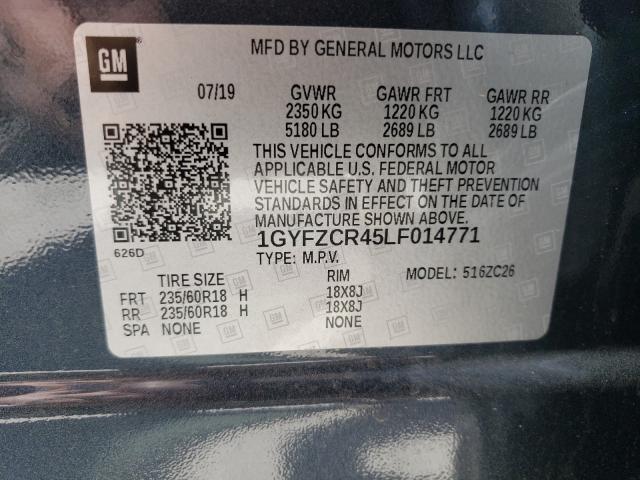 GM
MFD BY GENERAL MOTORS LLC
07/19 GVWR GAWR FRT GAWR RR
2350 KG 1220 KG 1220 KG
5180 LB 2689 LB 2689 LB
THIS VEHICLE CONFORMS TO ALL
APPLICABLE U.S. FEDERAL MOTOR
VEHICLE SAFETY AND THEFT PREVENTION
STANDARDS IN EFFECT ON THE DATE OF
MANUFACTURE SHOWN ABOVE.
1GYFZCR45LF014771
626D
TYPE: M.P.V.
TIRE SIZE RIM MODEL: 516ZC26
FRT 235/60R18 H 18X8J
RR 235/60R18 H 18X8J
SPA NONE NONE